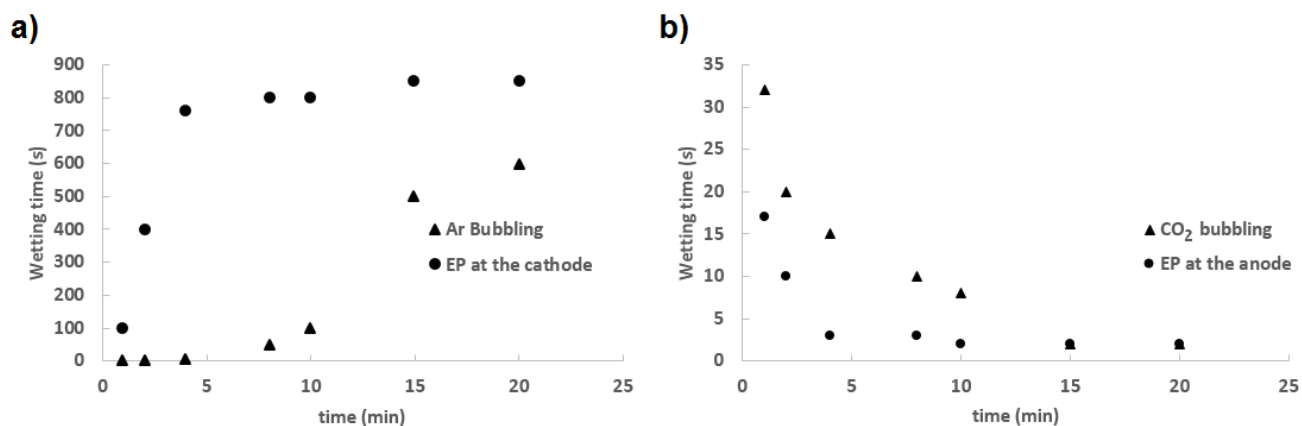 a)
900
800
700
600
500
400
300
200
100
0
Wetting time (s)
0 5 10 15 20 25
time (min)
Ar Bubbling
EP at the cathode
b)
35
30
25
20
15
10
5
0
Wetting time (s)
0 5 10 15 20 25
time (min)
CO₂ bubbling
EP at the anode